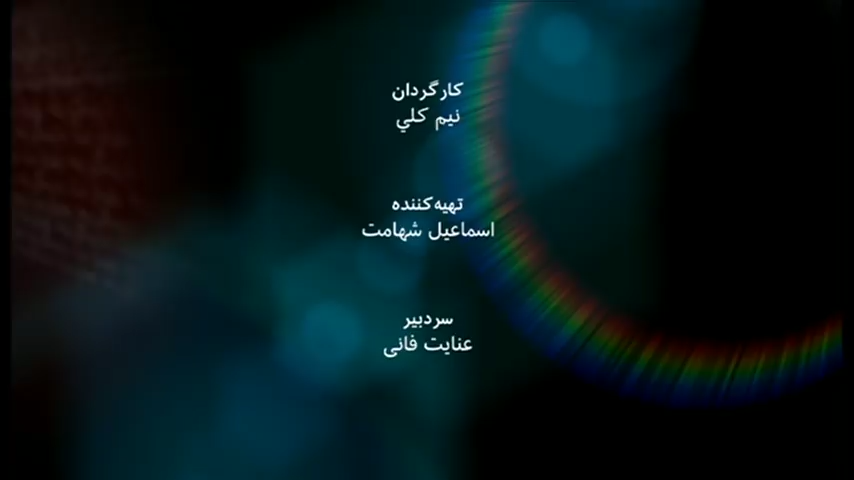 کارگردان
نیم کلي
تهیه‌کننده
اسماعیل شهامت
سردبیر
عنایت فانی